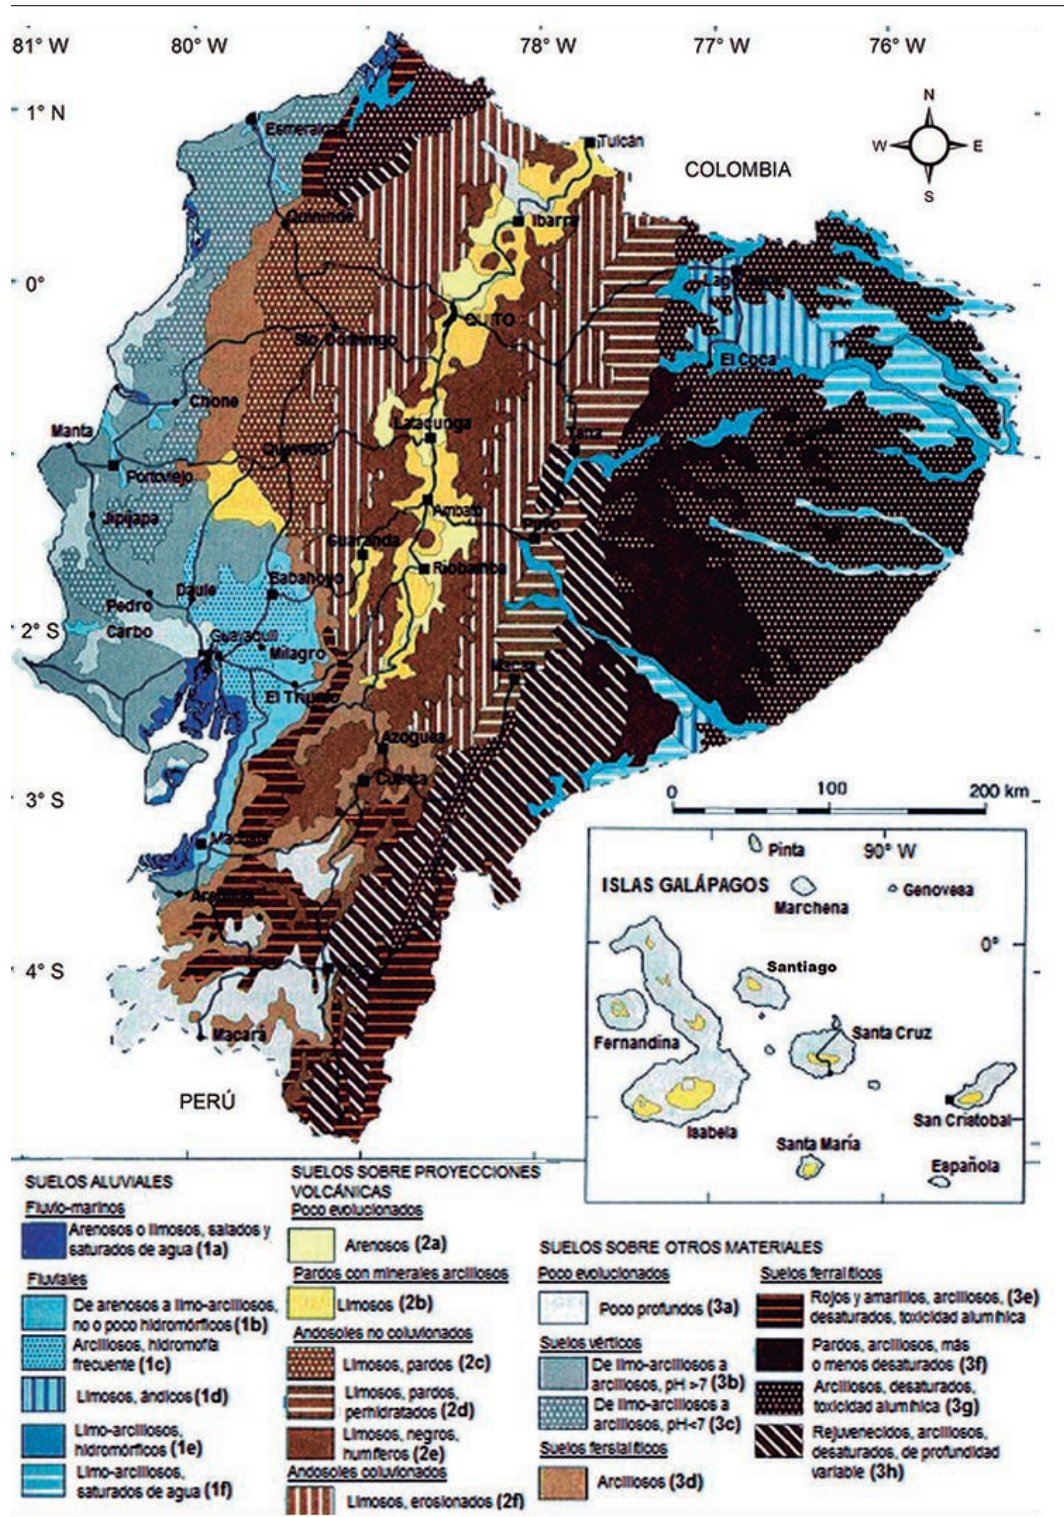 81° W
80° W
78° W
77° W
76° W
1° N
0°
2° S
3° S
4° S
N
W
E
S
COLOMBIA
PERÚ
Esmeraldas
Tulcán
Ibarra
Quininde
Lago
QUITO
Sto. Domingo
El Coca
Chone
Manta
Latacunga
Tena
Quevedo
Portoviejo
Ambato
Jipijapa
Puyo
Guaranda
Riobamba
Babahoyo
Daule
Pedro
Carbo
Guayaquil
Milagro
Macas
El Triunfo
Azogues
Cuenca
Machala
Arenillas
Macará
0
100
200 km
Pinta
90° W
ISLAS GALÁPAGOS
Marchena
Genovesa
0°
Santiago
Fernandina
Santa Cruz
San Cristobal
Isabela
Santa María
Española
SUELOS ALUVIALES
Fluvio-marinos
Arenosos o limosos, salados y
saturados de agua (1a)
Fluviales
De arenosos a limo-arcillosos,
no o poco hidromórficos (1b)
Arcillosos, hidromofía
frecuente (1c)
Limosos, ándicos (1d)
Limo-arcillosos,
hidromórficos (1e)
Limo-arcillosos,
saturados de agua (1f)
SUELOS SOBRE PROYECCIONES
VOLCÁNICAS
Poco evolucionados
Arenosos (2a)
Pardos con minerales arcillosos
Limosos (2b)
Andosoles no coluvionados
Limosos, pardos (2c)
Limosos, pardos,
perhidratados (2d)
Limosos, negros,
humíferos (2e)
Andosoles coluvionados
Limosos, erosionados (2f)
SUELOS SOBRE OTROS MATERIALES
Poco evolucionados
Poco profundos (3a)
Suelos vérticos
De limo-arcillosos a
arcillosos, pH >7 (3b)
De limo-arcillosos a
arcillosos, pH<7 (3c)
Suelos fersialíticos
Arcillosos (3d)
Suelos ferralíticos
Rojos y amarillos, arcillosos, (3e)
desaturados, toxicidad alumínica
Pardos, arcillosos, más
o menos desaturados (3f)
Arcillosos, desaturados,
toxicidad alumínica (3g)
Rejuvenecidos, arcillosos,
desaturados, de profundidad
variable (3h)